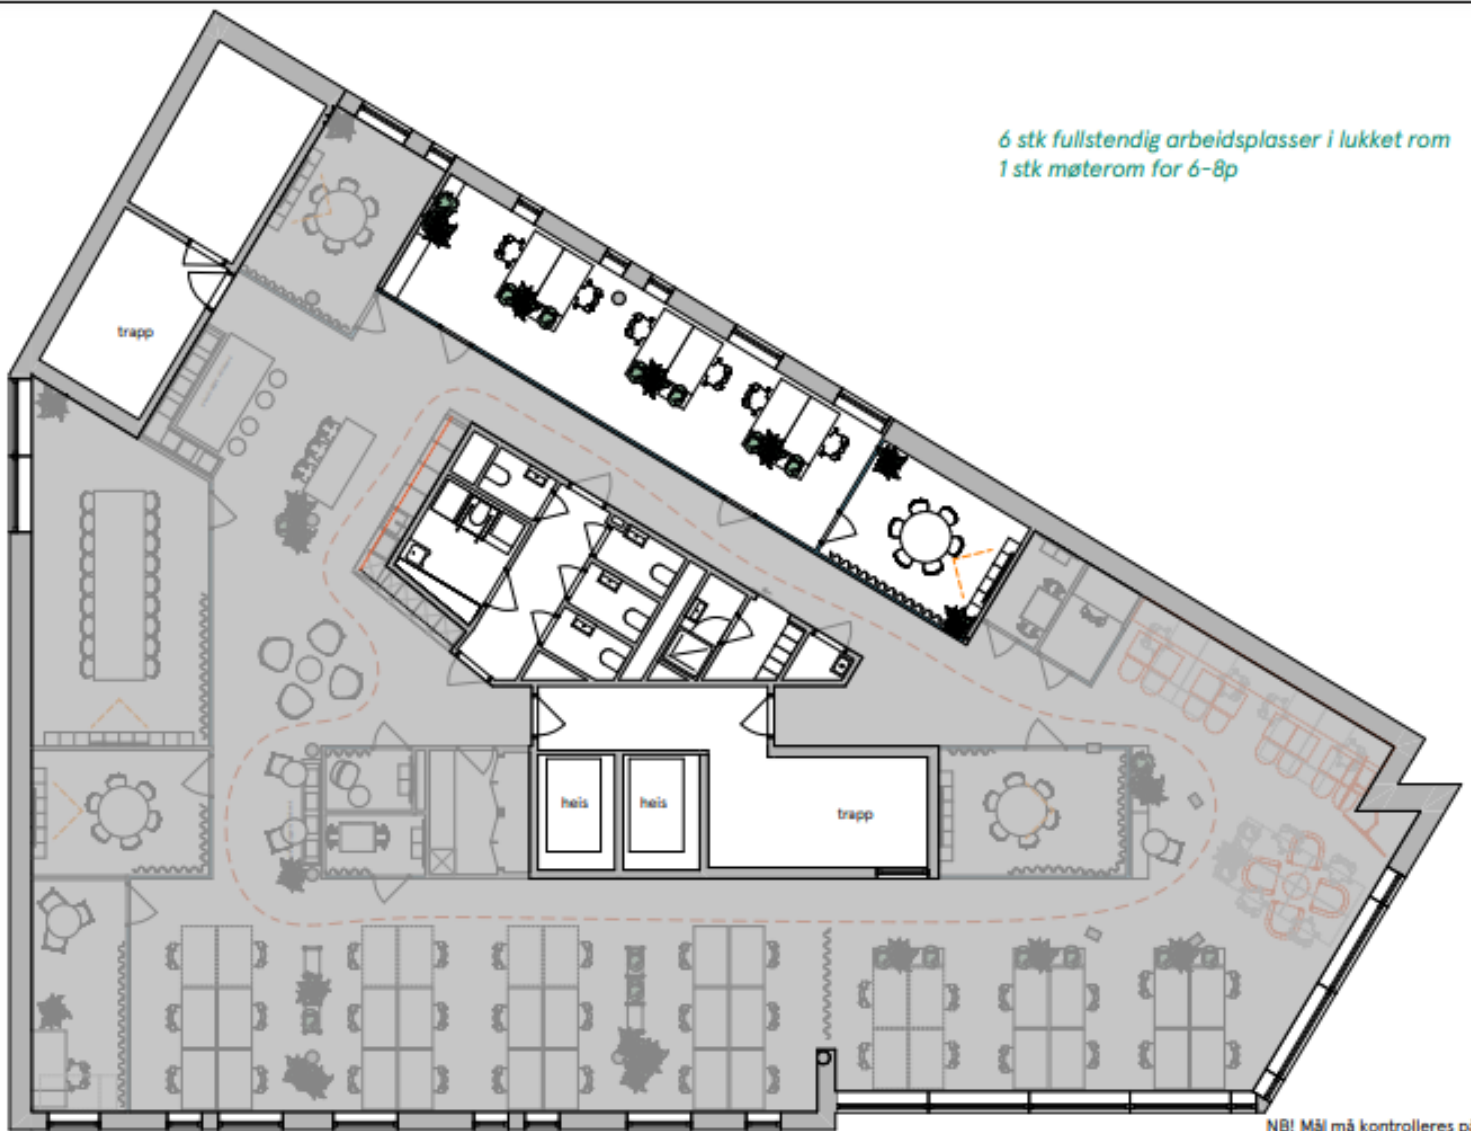 6 stk fullstendig arbeidsplasser i lukket rom
1 stk møterom for 6-8p
trapp
heis
heis
trapp
NB! Mål må kontrolleres på